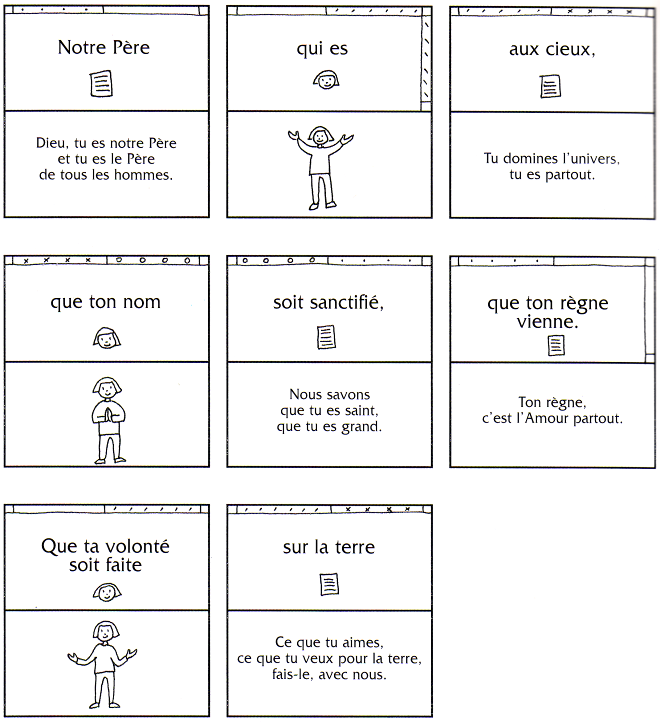 Notre Père
Dieu, tu es notre Père
et tu es le Père
de tous les hommes.
qui es
aux cieux,
Tu domines l'univers,
tu es partout.
que ton nom
soit sanctifié,
Nous savons
que tu es saint,
que tu es grand.
que ton règne
vienne.
Ton règne,
c'est l'Amour partout.
Que ta volonté
soit faite
sur la terre
Ce que tu aimes,
ce que tu veux pour la terre,
fais-le, avec nous.